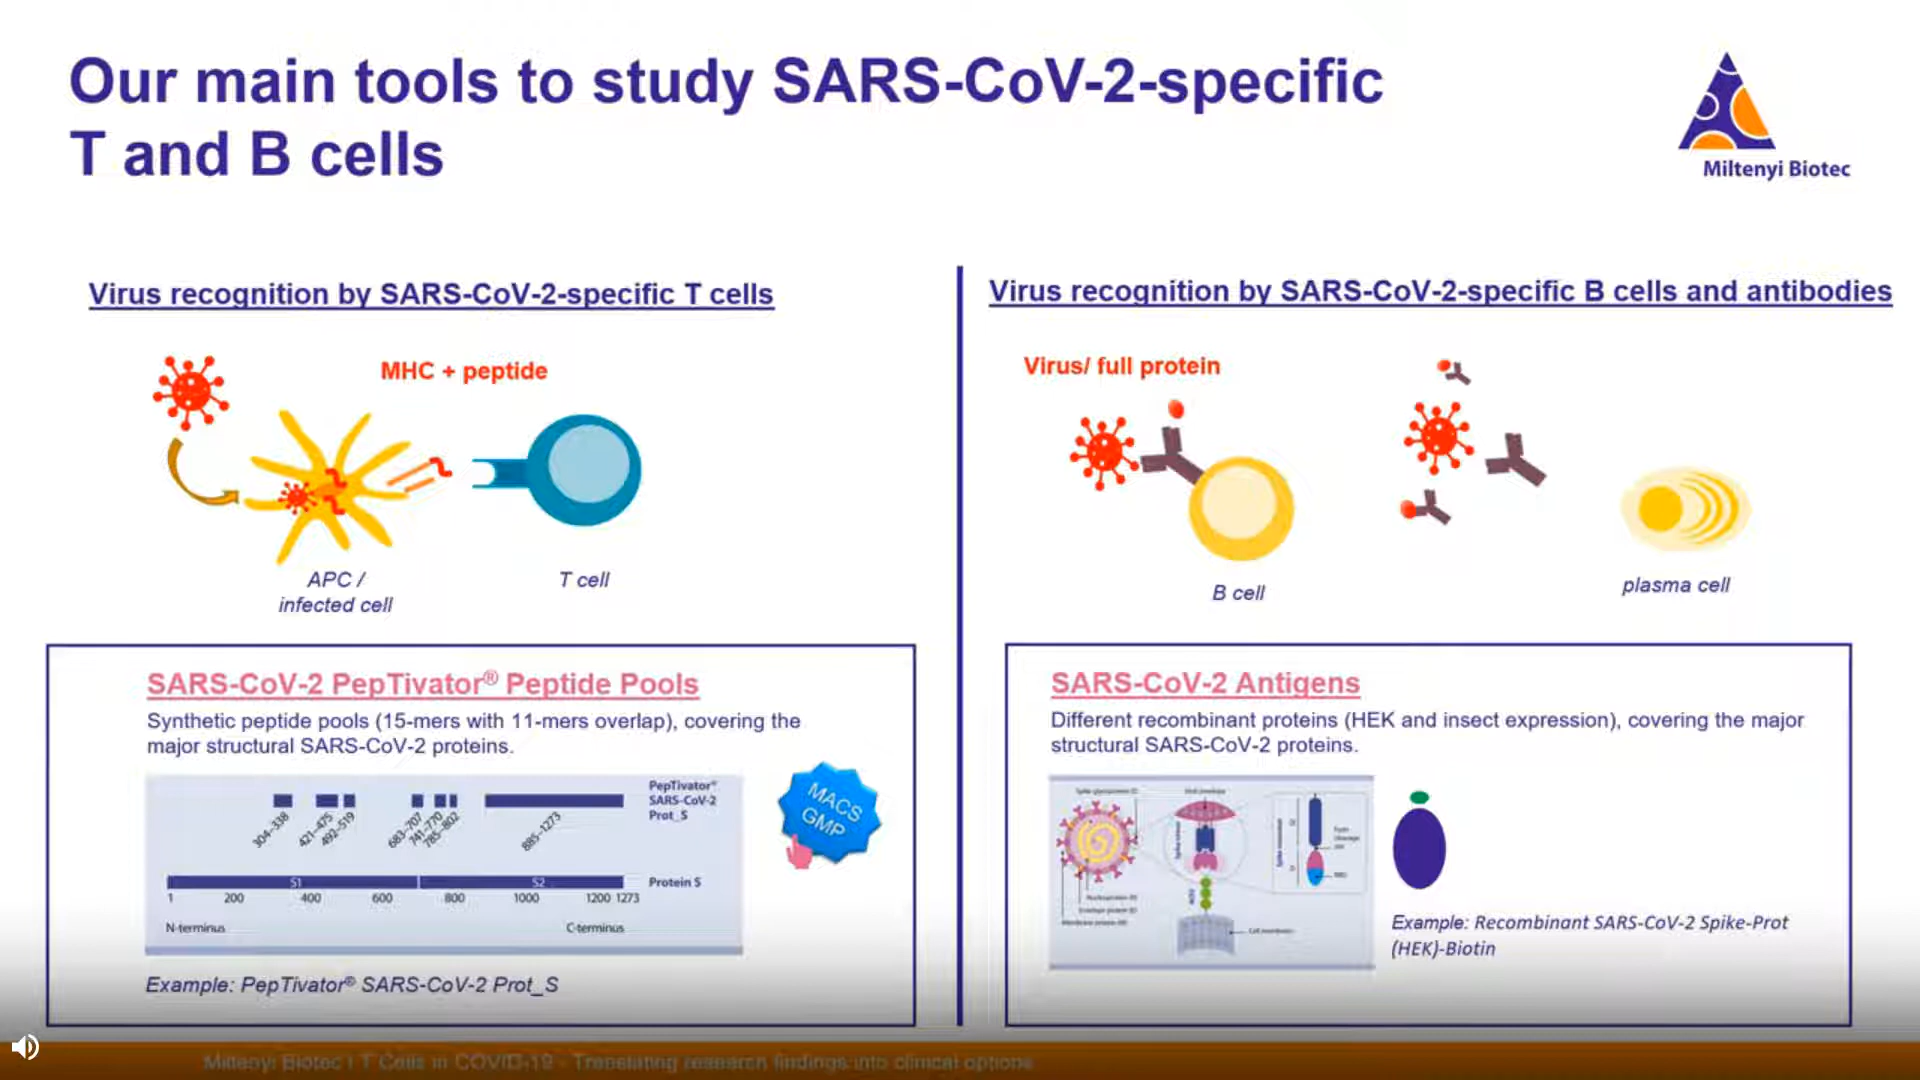 Our main tools to study SARS-CoV-2-specific
T and B cells
Miltenyi Biotec
Virus recognition by SARS-CoV-2-specific T cells
MHC + peptide
APC /
infected cell
T cell
SARS-CoV-2 PepTivator® Peptide Pools
Synthetic peptide pools (15-mers with 11-mers overlap), covering the
major structural SARS-CoV-2 proteins.
PepTivator®
SARS-CoV-2
Prot_S
304–338
421–475
492–519
683–707
741–770
785–802
885–1273
S1
S2
Protein S
1
200
400
600
800
1000
1200
1273
N-terminus
C-terminus
MACS
GMP
Example: PepTivator® SARS-CoV-2 Prot_S
Virus recognition by SARS-CoV-2-specific B cells and antibodies
Virus/ full protein
B cell
plasma cell
SARS-CoV-2 Antigens
Different recombinant proteins (HEK and insect expression), covering the major
structural SARS-CoV-2 proteins.
Spike glycoprotein (S)
ACE2
Cell membrane
Example: Recombinant SARS-CoV-2 Spike-Prot
(HEK)-Biotin
Miltenyi Biotec I T Cells in COVID-19 - Translating research findings into clinical options